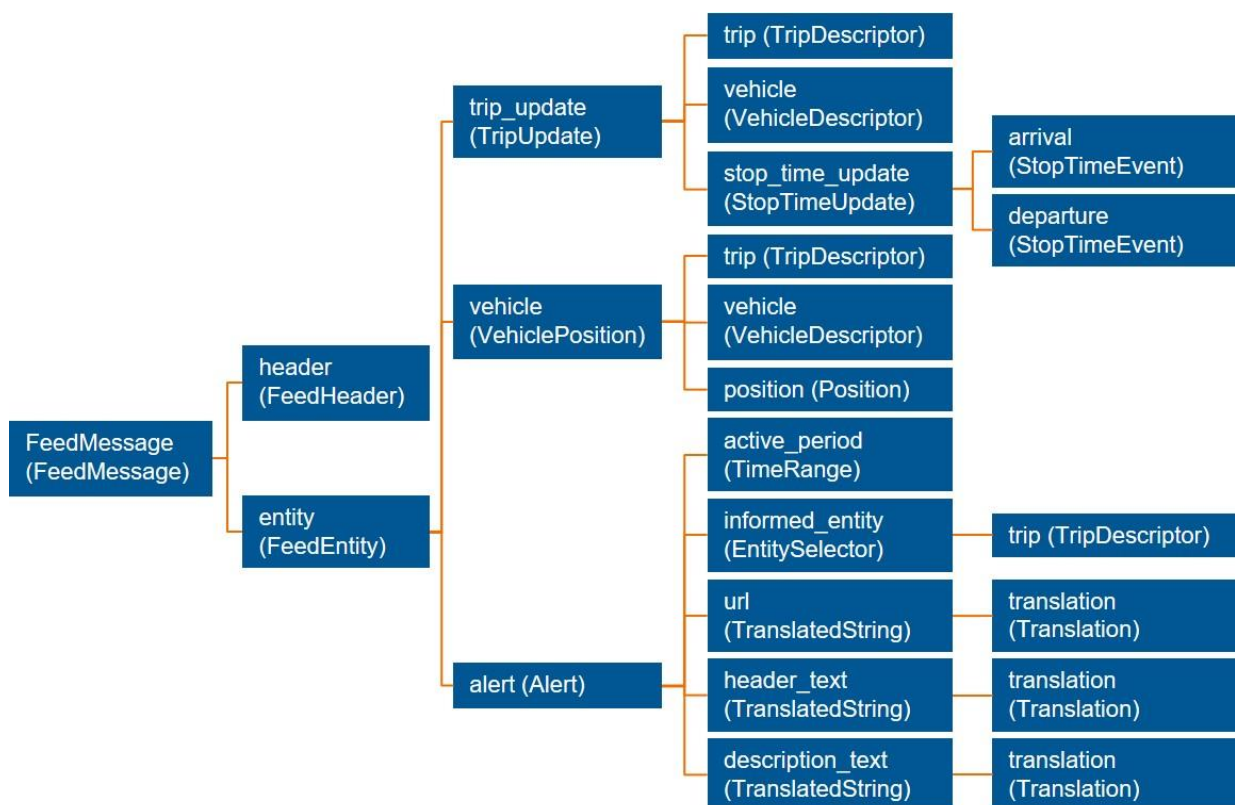 FeedMessage
(FeedMessage)
header
(FeedHeader)
entity
(FeedEntity)
trip_update
(TripUpdate)
vehicle
(VehiclePosition)
alert (Alert)
trip (TripDescriptor)
vehicle
(VehicleDescriptor)
stop_time_update
(StopTimeUpdate)
trip (TripDescriptor)
vehicle
(VehicleDescriptor)
position (Position)
active_period
(TimeRange)
informed_entity
(EntitySelector)
url
(TranslatedString)
header_text
(TranslatedString)
description_text
(TranslatedString)
arrival
(StopTimeEvent)
departure
(StopTimeEvent)
trip (TripDescriptor)
translation
(Translation)
translation
(Translation)
translation
(Translation)